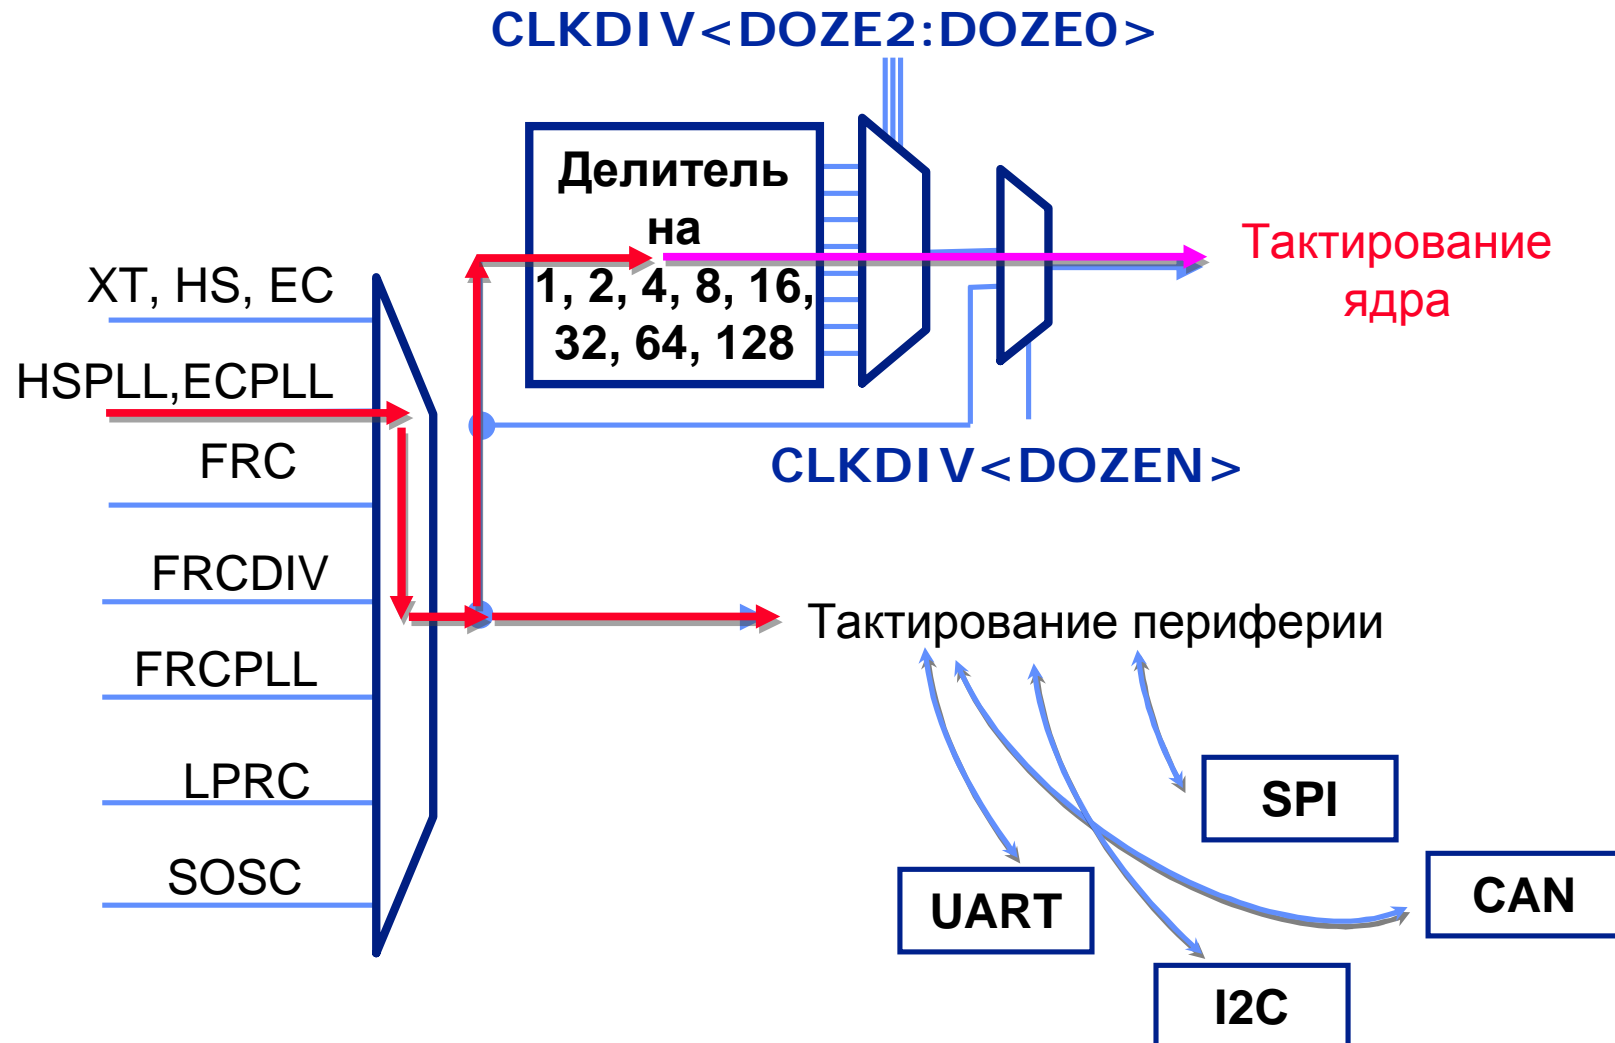 CLKDIV<DOZE2:DOZE0>
Делитель
на
1, 2, 4, 8, 16,
32, 64, 128
Тактирование
ядра
XT, HS, EC
HSPLL,ECPLL
FRC
CLKDIV<DOZEN>
FRCDIV
Тактирование периферии
FRCPLL
LPRC
SPI
SOSC
UART
CAN
I2C